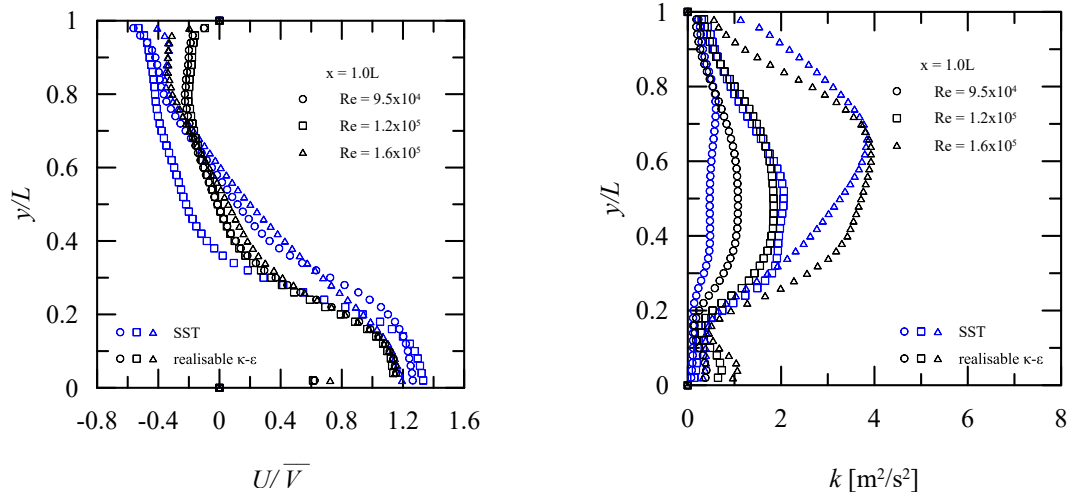 1
0.8
0.6
0.4
0.2
0
y/L
x = 1.0L
Re = 9.5x10⁴
Re = 1.2x10⁵
Re = 1.6x10⁵
SST
realisable κ-ε
-0.8 -0.4 0 0.4 0.8 1.2 1.6
U/ V̅
1
0.8
0.6
0.4
0.2
0
y/L
x = 1.0L
Re = 9.5x10⁴
Re = 1.2x10⁵
Re = 1.6x10⁵
SST
realisable κ-ε
0 2 4 6 8
k [m²/s²]